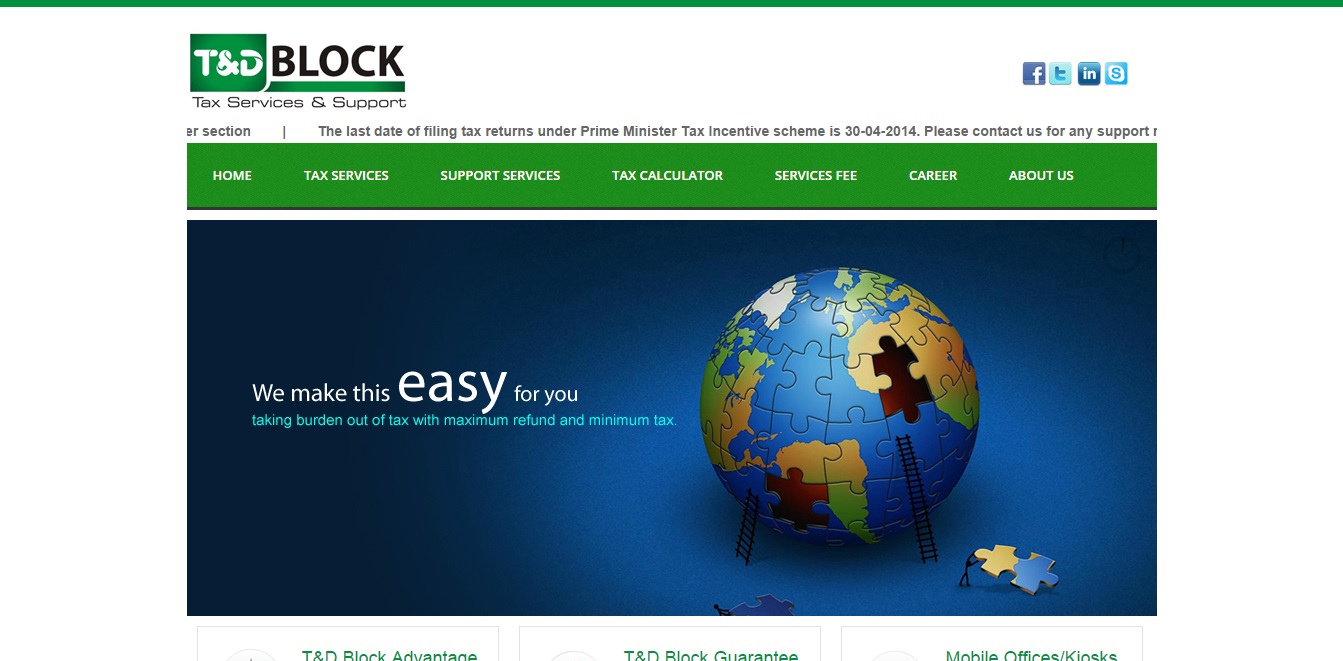 T&D BLOCK
Tax Services & Support
er section | The last date of filing tax returns under Prime Minister Tax Incentive scheme is 30-04-2014. Please contact us for any support
HOME TAX SERVICES SUPPORT SERVICES TAX CALCULATOR SERVICES FEE CAREER ABOUT US
We make this easy for you
taking burden out of tax with maximum refund and minimum tax.
T&D Block Advantage T&D Block Guarantee Mobile Offices/Kiosks